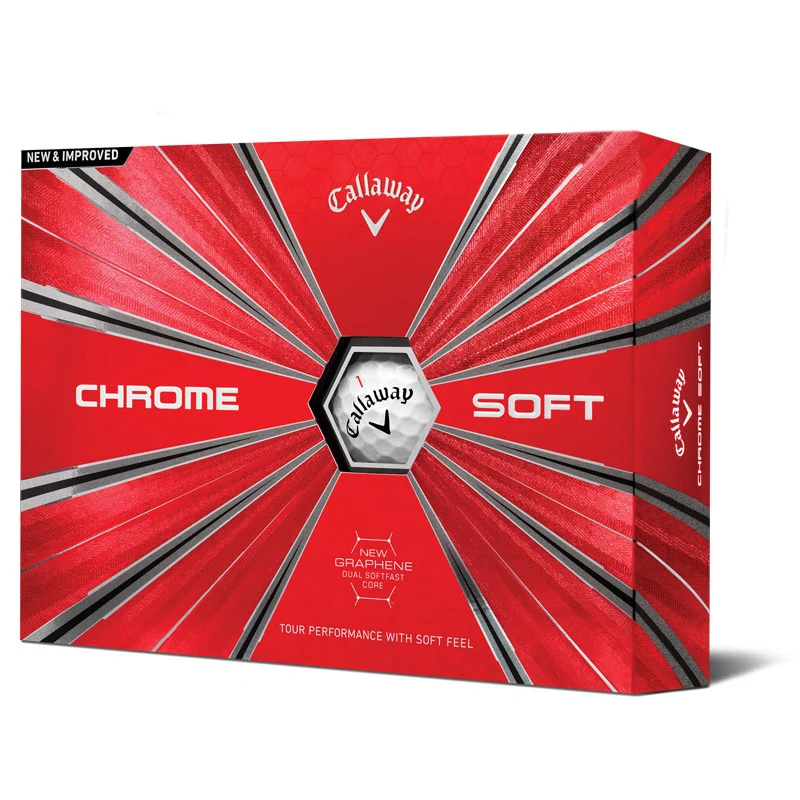 NEW & IMPROVED
Callaway
CHROME
SOFT
1
Callaway
NEW
GRAPHENE
DUAL SOFTFAST
CORE
TOUR PERFORMANCE WITH SOFT FEEL
Callaway
CHROME SOFT